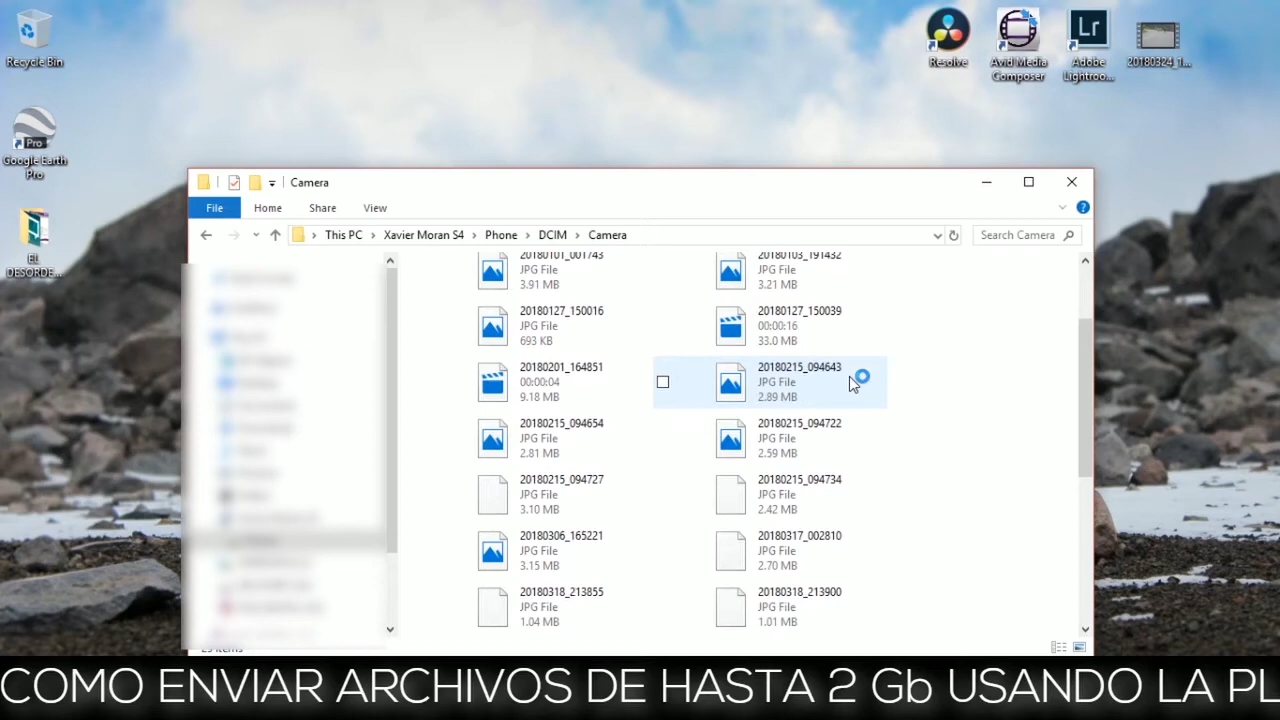 Recycle Bin
Pro
Google Earth
Pro
EL
DESORDE...
Resolve
Avid Media
Composer
Lr
Adobe
Lightroo...
20180324_1...
Camera
File
Home
Share
View
This PC
Xavier Moran S4
Phone
DCIM
Camera
Search Camera
20180101_001743
JPG File
3.91 MB
20180103_191432
JPG File
3.21 MB
20180127_150016
JPG File
693 KB
20180127_150039
00:00:16
33.0 MB
20180201_164851
00:00:04
9.18 MB
20180215_094643
JPG File
2.89 MB
20180215_094654
JPG File
2.81 MB
20180215_094722
JPG File
2.59 MB
20180215_094727
JPG File
3.10 MB
20180215_094734
JPG File
2.42 MB
20180306_165221
JPG File
3.15 MB
20180317_002810
JPG File
2.70 MB
20180318_213855
JPG File
1.04 MB
20180318_213900
JPG File
1.01 MB
COMO ENVIAR ARCHIVOS DE HASTA 2 Gb USANDO LA PL